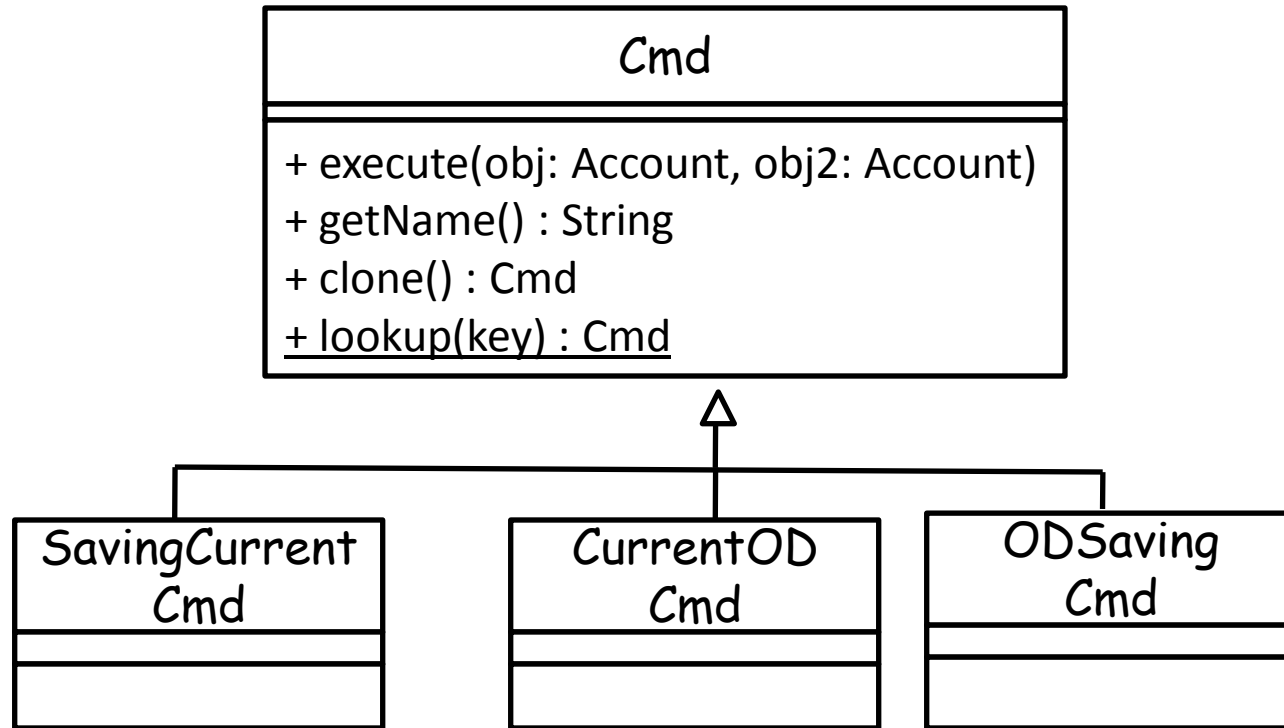 Cmd
+ execute(obj: Account, obj2: Account)
+ getName() : String
+ clone() : Cmd
+ lookup(key) : Cmd
SavingCurrent
Cmd
CurrentOD
Cmd
ODSaving
Cmd